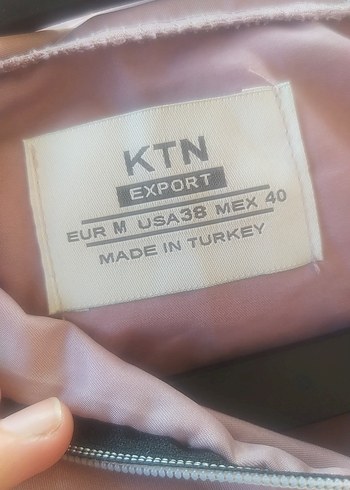 KTN
EXPORT
EUR M USA38 MEX 40
MADE IN TURKEY